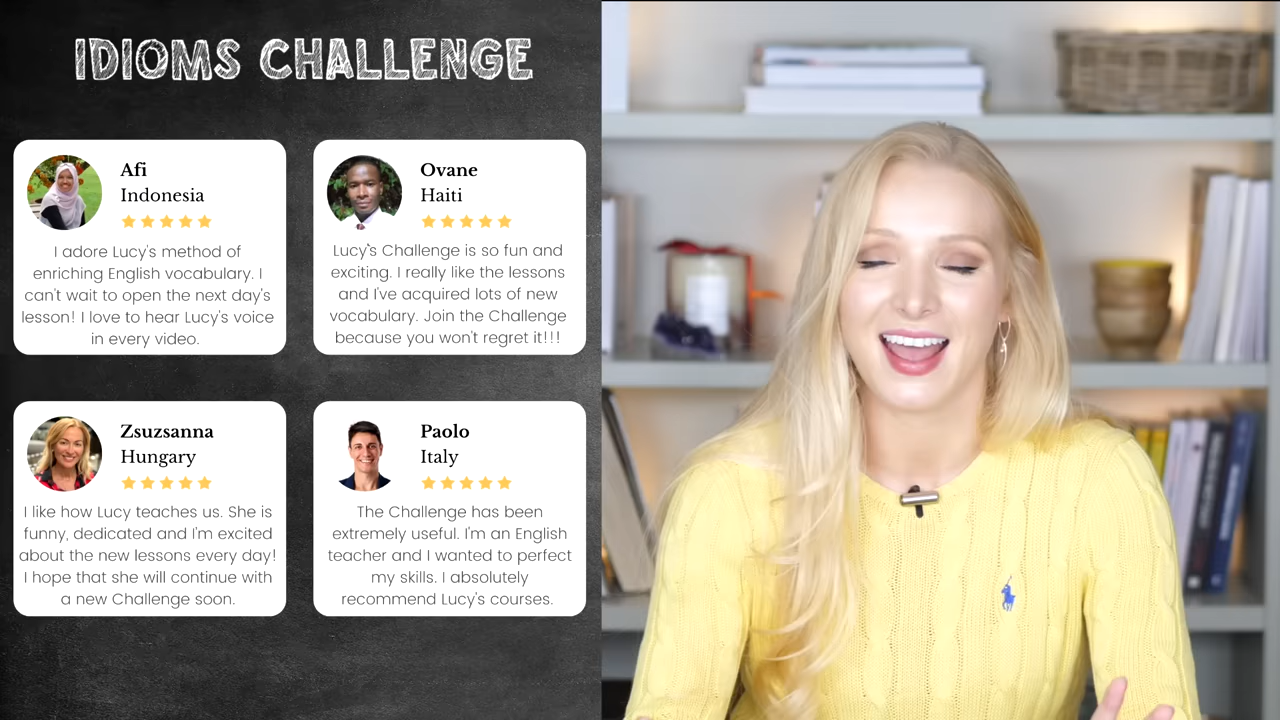 IDIOMS CHALLENGE
Afi
Indonesia
I adore Lucy's method of
enriching English vocabulary. I
can't wait to open the next day's
lesson! I love to hear Lucy's voice
in every video.
Ovane
Haiti
Lucy`s Challenge is so fun and
exciting. I really like the lessons
and I've acquired lots of new
vocabulary. Join the Challenge
because you won't regret it!!!
Zsuzsanna
Hungary
I like how Lucy teaches us. She is
funny, dedicated and I'm excited
about the new lessons every day!
I hope that she will continue with
a new Challenge soon.
Paolo
Italy
The Challenge has been
extremely useful. I'm an English
teacher and I wanted to perfect
my skills. I absolutely
recommend Lucy's courses.